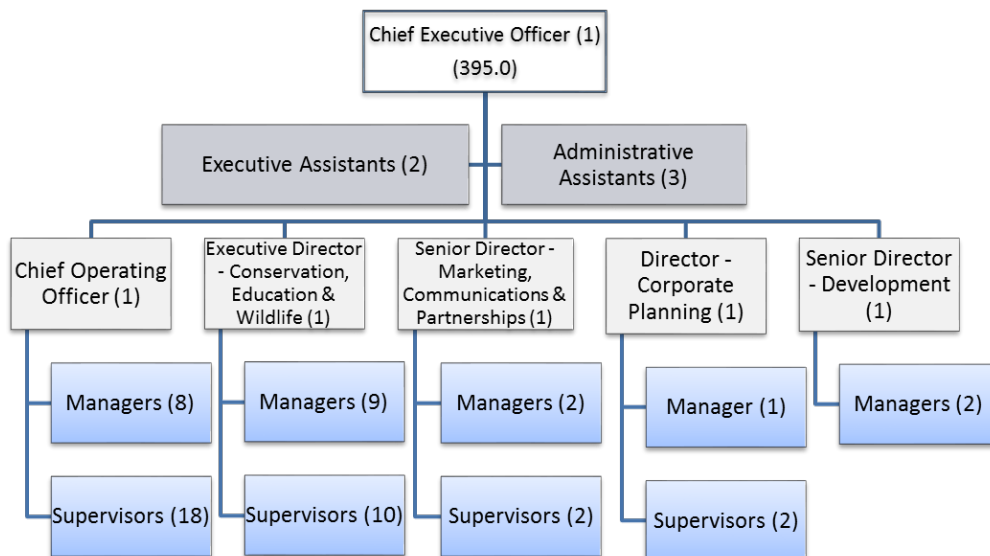 Chief Executive Officer (1)
(395.0)
Executive Assistants (2)
Administrative
Assistants (3)
Chief Operating
Officer (1)
Executive Director
- Conservation,
Education &
Wildlife (1)
Senior Director -
Marketing,
Communications &
Partnerships (1)
Director -
Corporate
Planning (1)
Senior Director
- Development
(1)
Managers (8)
Managers (9)
Managers (2)
Manager (1)
Managers (2)
Supervisors (18)
Supervisors (10)
Supervisors (2)
Supervisors (2)